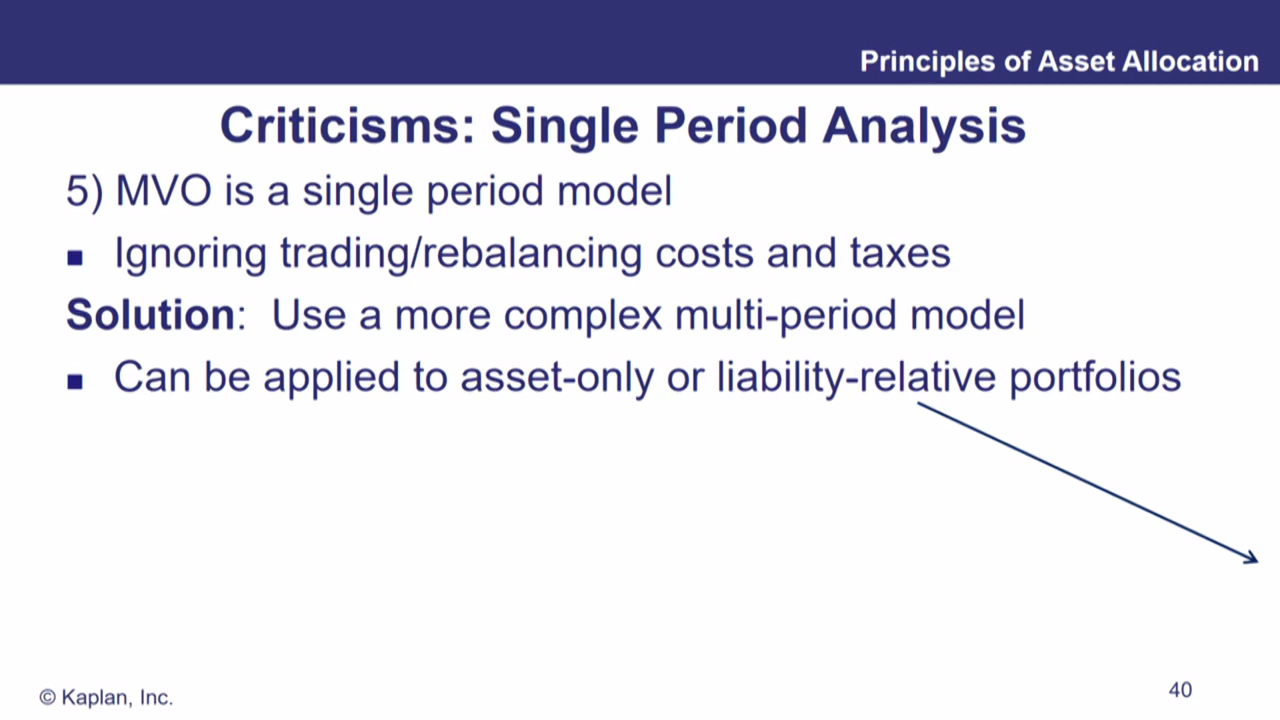 Principles of Asset Allocation
Criticisms: Single Period Analysis
5) MVO is a single period model
■ Ignoring trading/rebalancing costs and taxes
Solution: Use a more complex multi-period model
■ Can be applied to asset-only or liability-relative portfolios
© Kaplan, Inc.
40